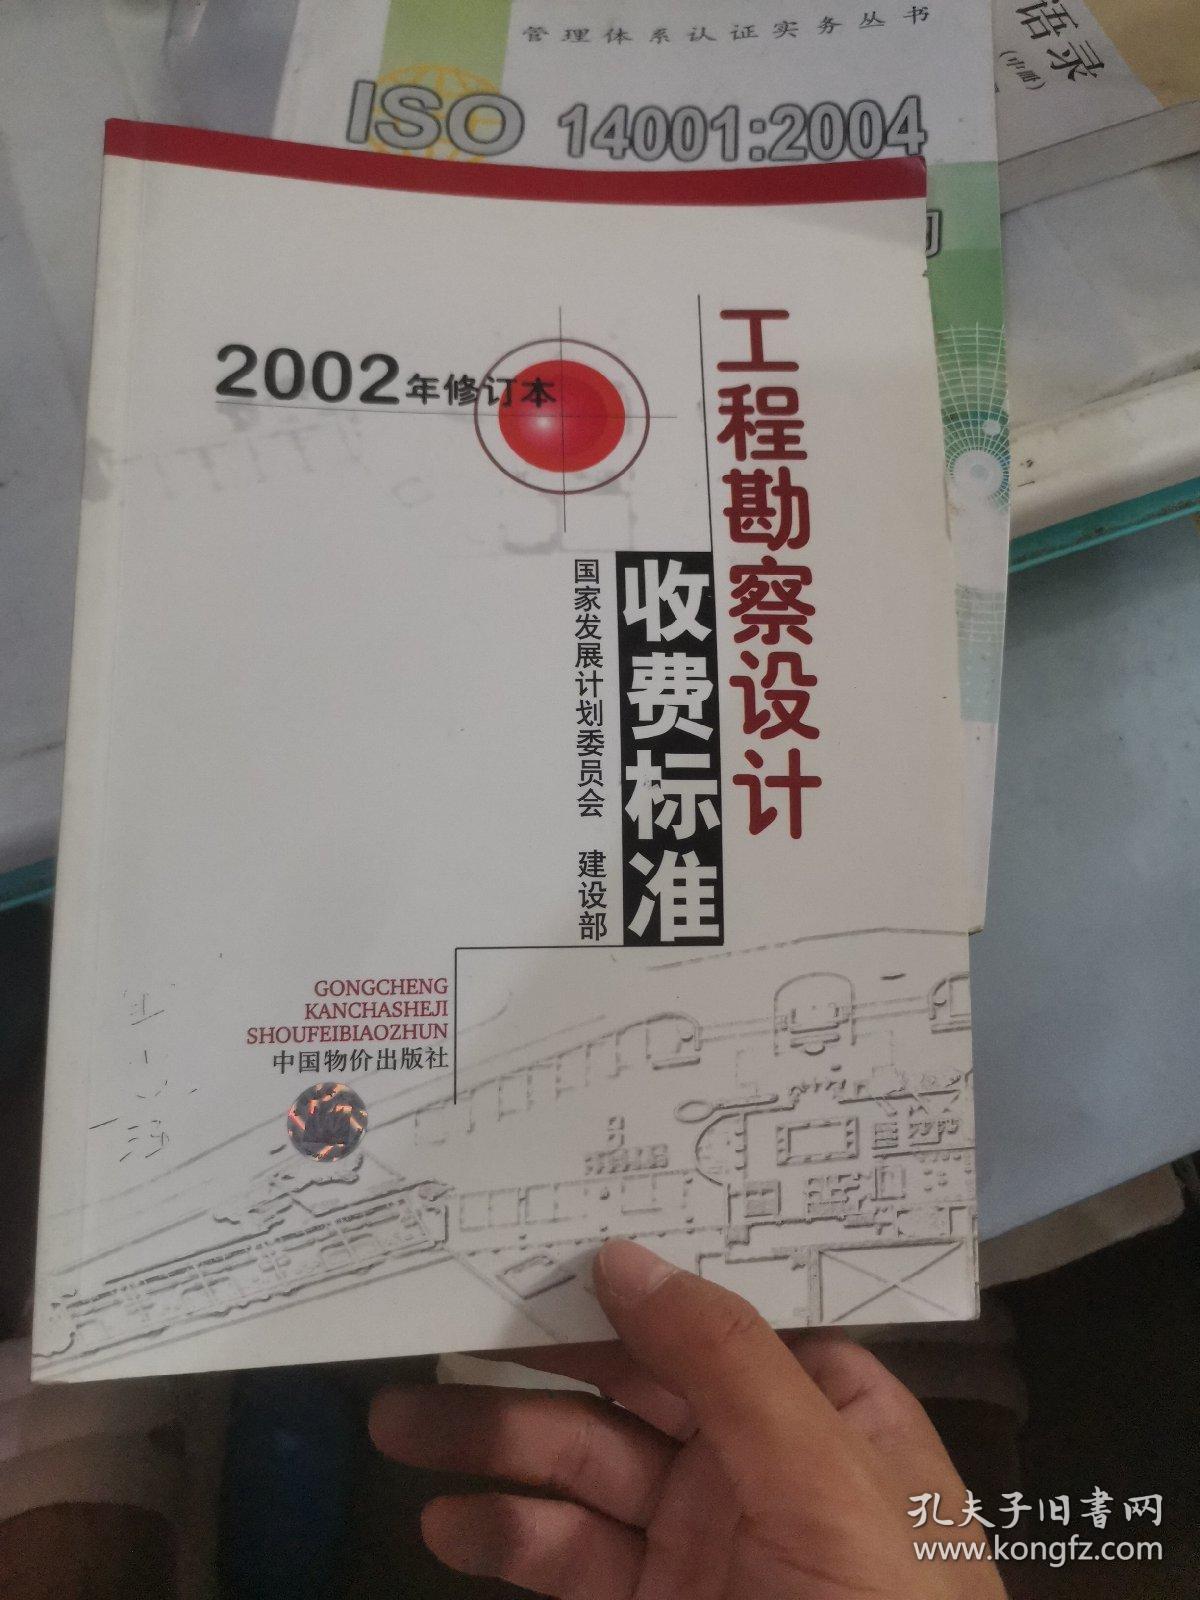 管理体系认证实务丛书
ISO 14001:2004
语录
(中册)
2002年修订本
工程勘察设计
收费标准
国家发展计划委员会 建设部
GONGCHENG
KANCHASHEJI
SHOUFEIBIAOZHUN
中国物价出版社
孔夫子旧书网
www.kongfz.com